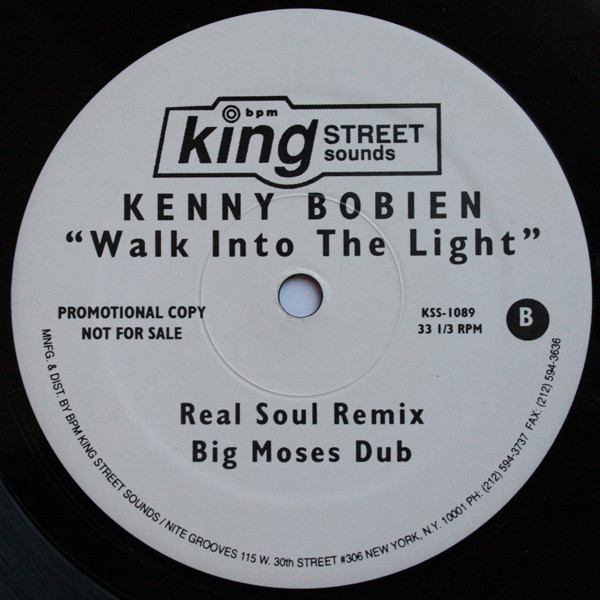 bpm
king STREET
sounds
KENNY BOBIEN
“Walk Into The Light”
PROMOTIONAL COPY
NOT FOR SALE
KSS-1089
33 1/3 RPM
B
Real Soul Remix
Big Moses Dub
MNFG. & DIST. BY BPM KING STREET SOUNDS / NITE GROOVES 115 W. 30th STREET #306 NEW YORK, N.Y. 10001 PH: (212) 594-3737 FAX: (212) 594-3636